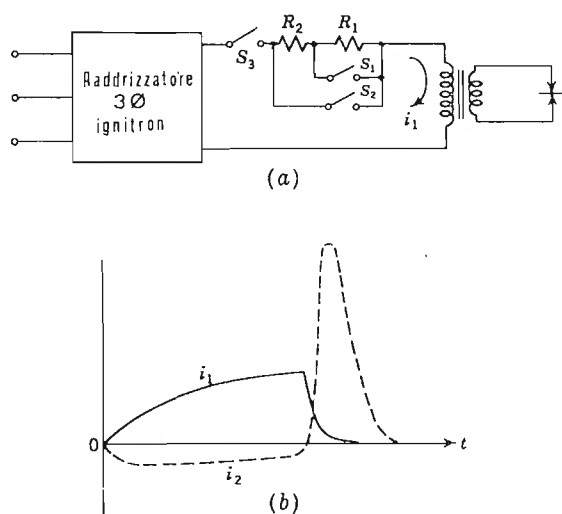 R₂ R₁
S₃
S₁
S₂
Raddrizzatore
3Ø
ignitron
i₁
(a)
i₁
0
t
i₂
(b)